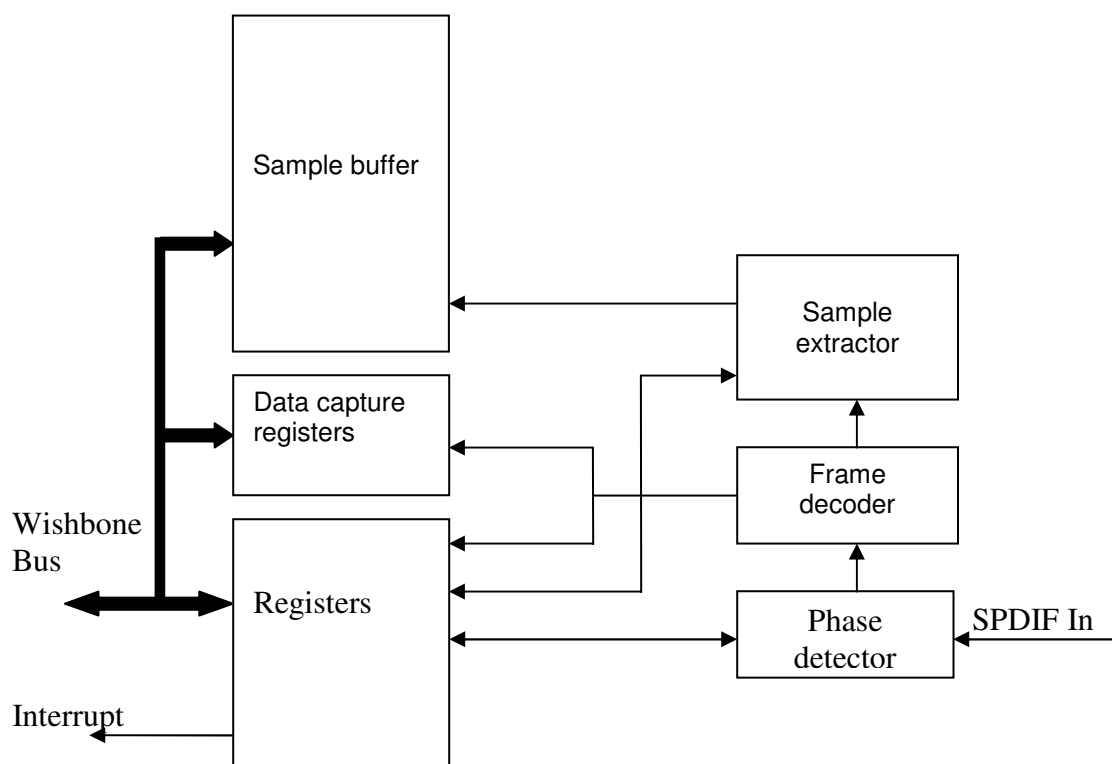 Sample buffer
Sample
extractor
Data capture
registers
Frame
decoder
Wishbone
Bus
Registers
Phase
detector
SPDIF In
Interrupt